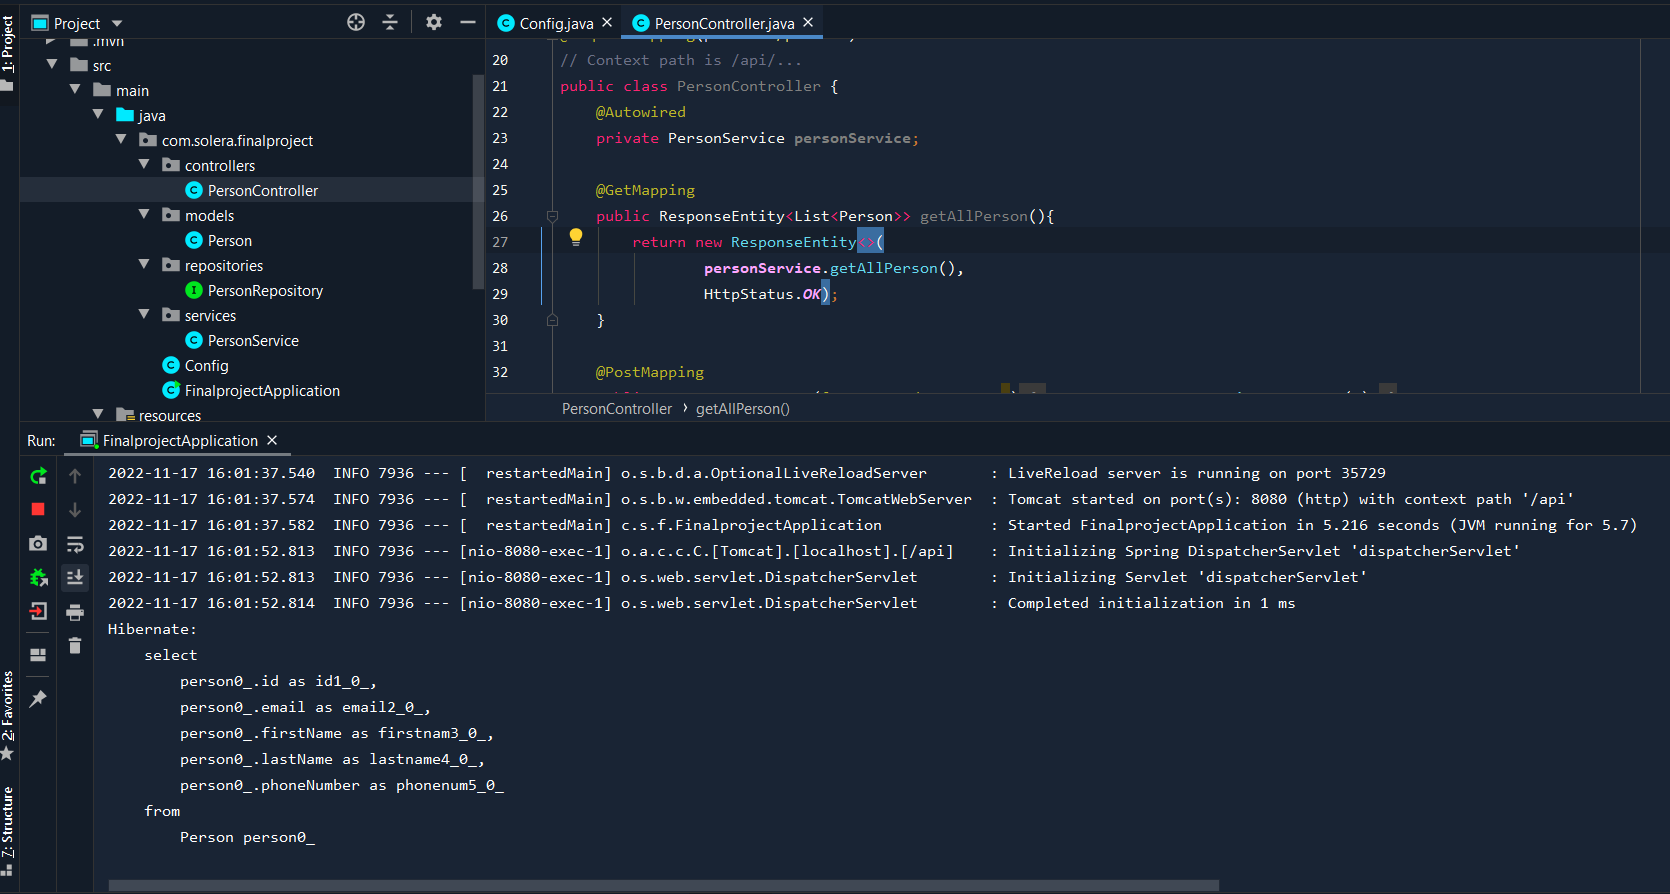 1: Project
Project
Config.java
PersonController.java
.mvn
src
main
java
com.solera.finalproject
controllers
PersonController
models
Person
repositories
PersonRepository
services
PersonService
Config
FinalprojectApplication
resources
20 // Context path is /api/...
21 public class PersonController {
22 @Autowired
23 private PersonService personService;
24
25 @GetMapping
26 public ResponseEntity<List<Person>> getAllPerson(){
27 return new ResponseEntity<>(
28 personService.getAllPerson(),
29 HttpStatus.OK);
30 }
31
32 @PostMapping
PersonController › getAllPerson()
Run: FinalprojectApplication
2022-11-17 16:01:37.540 INFO 7936 --- [ restartedMain] o.s.b.d.a.OptionalLiveReloadServer : LiveReload server is running on port 35729
2022-11-17 16:01:37.574 INFO 7936 --- [ restartedMain] o.s.b.w.embedded.tomcat.TomcatWebServer : Tomcat started on port(s): 8080 (http) with context path '/api'
2022-11-17 16:01:37.582 INFO 7936 --- [ restartedMain] c.s.f.FinalprojectApplication : Started FinalprojectApplication in 5.216 seconds (JVM running for 5.7)
2022-11-17 16:01:52.813 INFO 7936 --- [nio-8080-exec-1] o.a.c.c.C.[Tomcat].[localhost].[/api] : Initializing Spring DispatcherServlet 'dispatcherServlet'
2022-11-17 16:01:52.813 INFO 7936 --- [nio-8080-exec-1] o.s.web.servlet.DispatcherServlet : Initializing Servlet 'dispatcherServlet'
2022-11-17 16:01:52.814 INFO 7936 --- [nio-8080-exec-1] o.s.web.servlet.DispatcherServlet : Completed initialization in 1 ms
Hibernate:
select
person0_.id as id1_0_,
person0_.email as email2_0_,
person0_.firstName as firstnam3_0_,
person0_.lastName as lastname4_0_,
person0_.phoneNumber as phonenum5_0_
from
Person person0_
2: Favorites
7: Structure